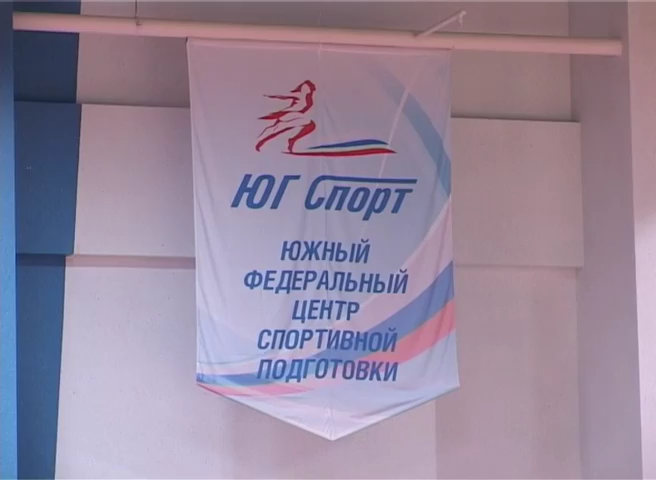 ЮГ Спорт
ЮЖНЫЙ
ФЕДЕРАЛЬНЫЙ
ЦЕНТР
СПОРТИВНОЙ
ПОДГОТОВКИ